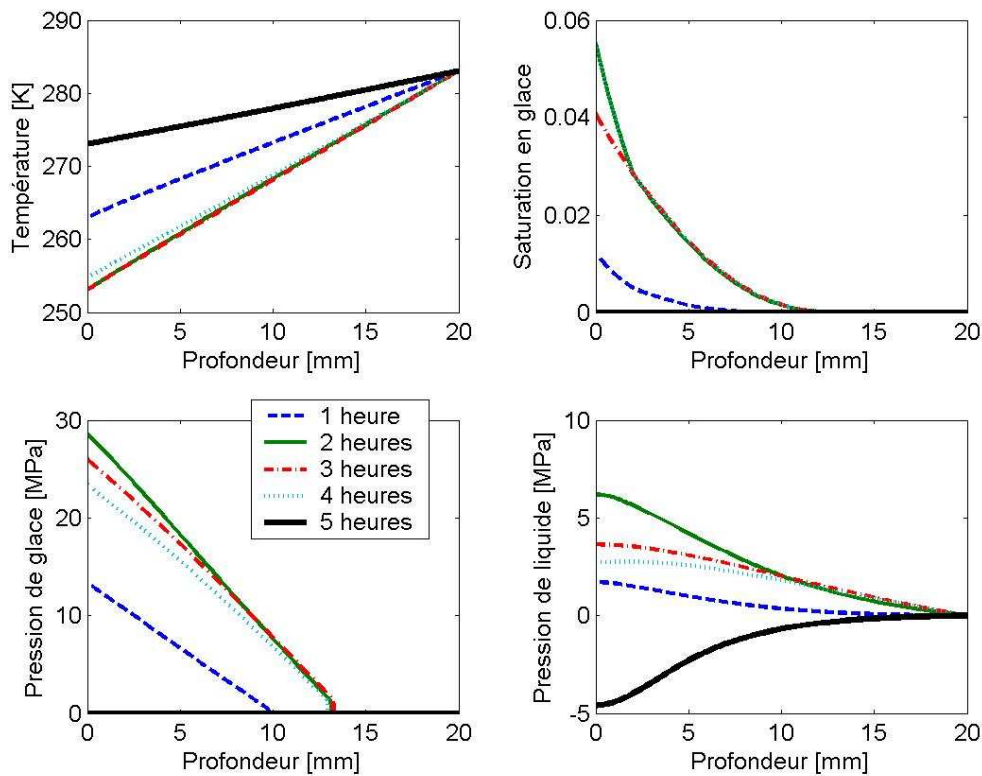 290
280
270
260
250
Température [K]
0
5
10
15
20
Profondeur [mm]
0.06
0.04
0.02
0
Saturation en glace
0
5
10
15
20
Profondeur [mm]
30
20
10
0
Pression de glace [MPa]
1 heure
2 heures
3 heures
4 heures
5 heures
0
5
10
15
20
Profondeur [mm]
10
5
0
-5
Pression de liquide [MPa]
0
5
10
15
20
Profondeur [mm]